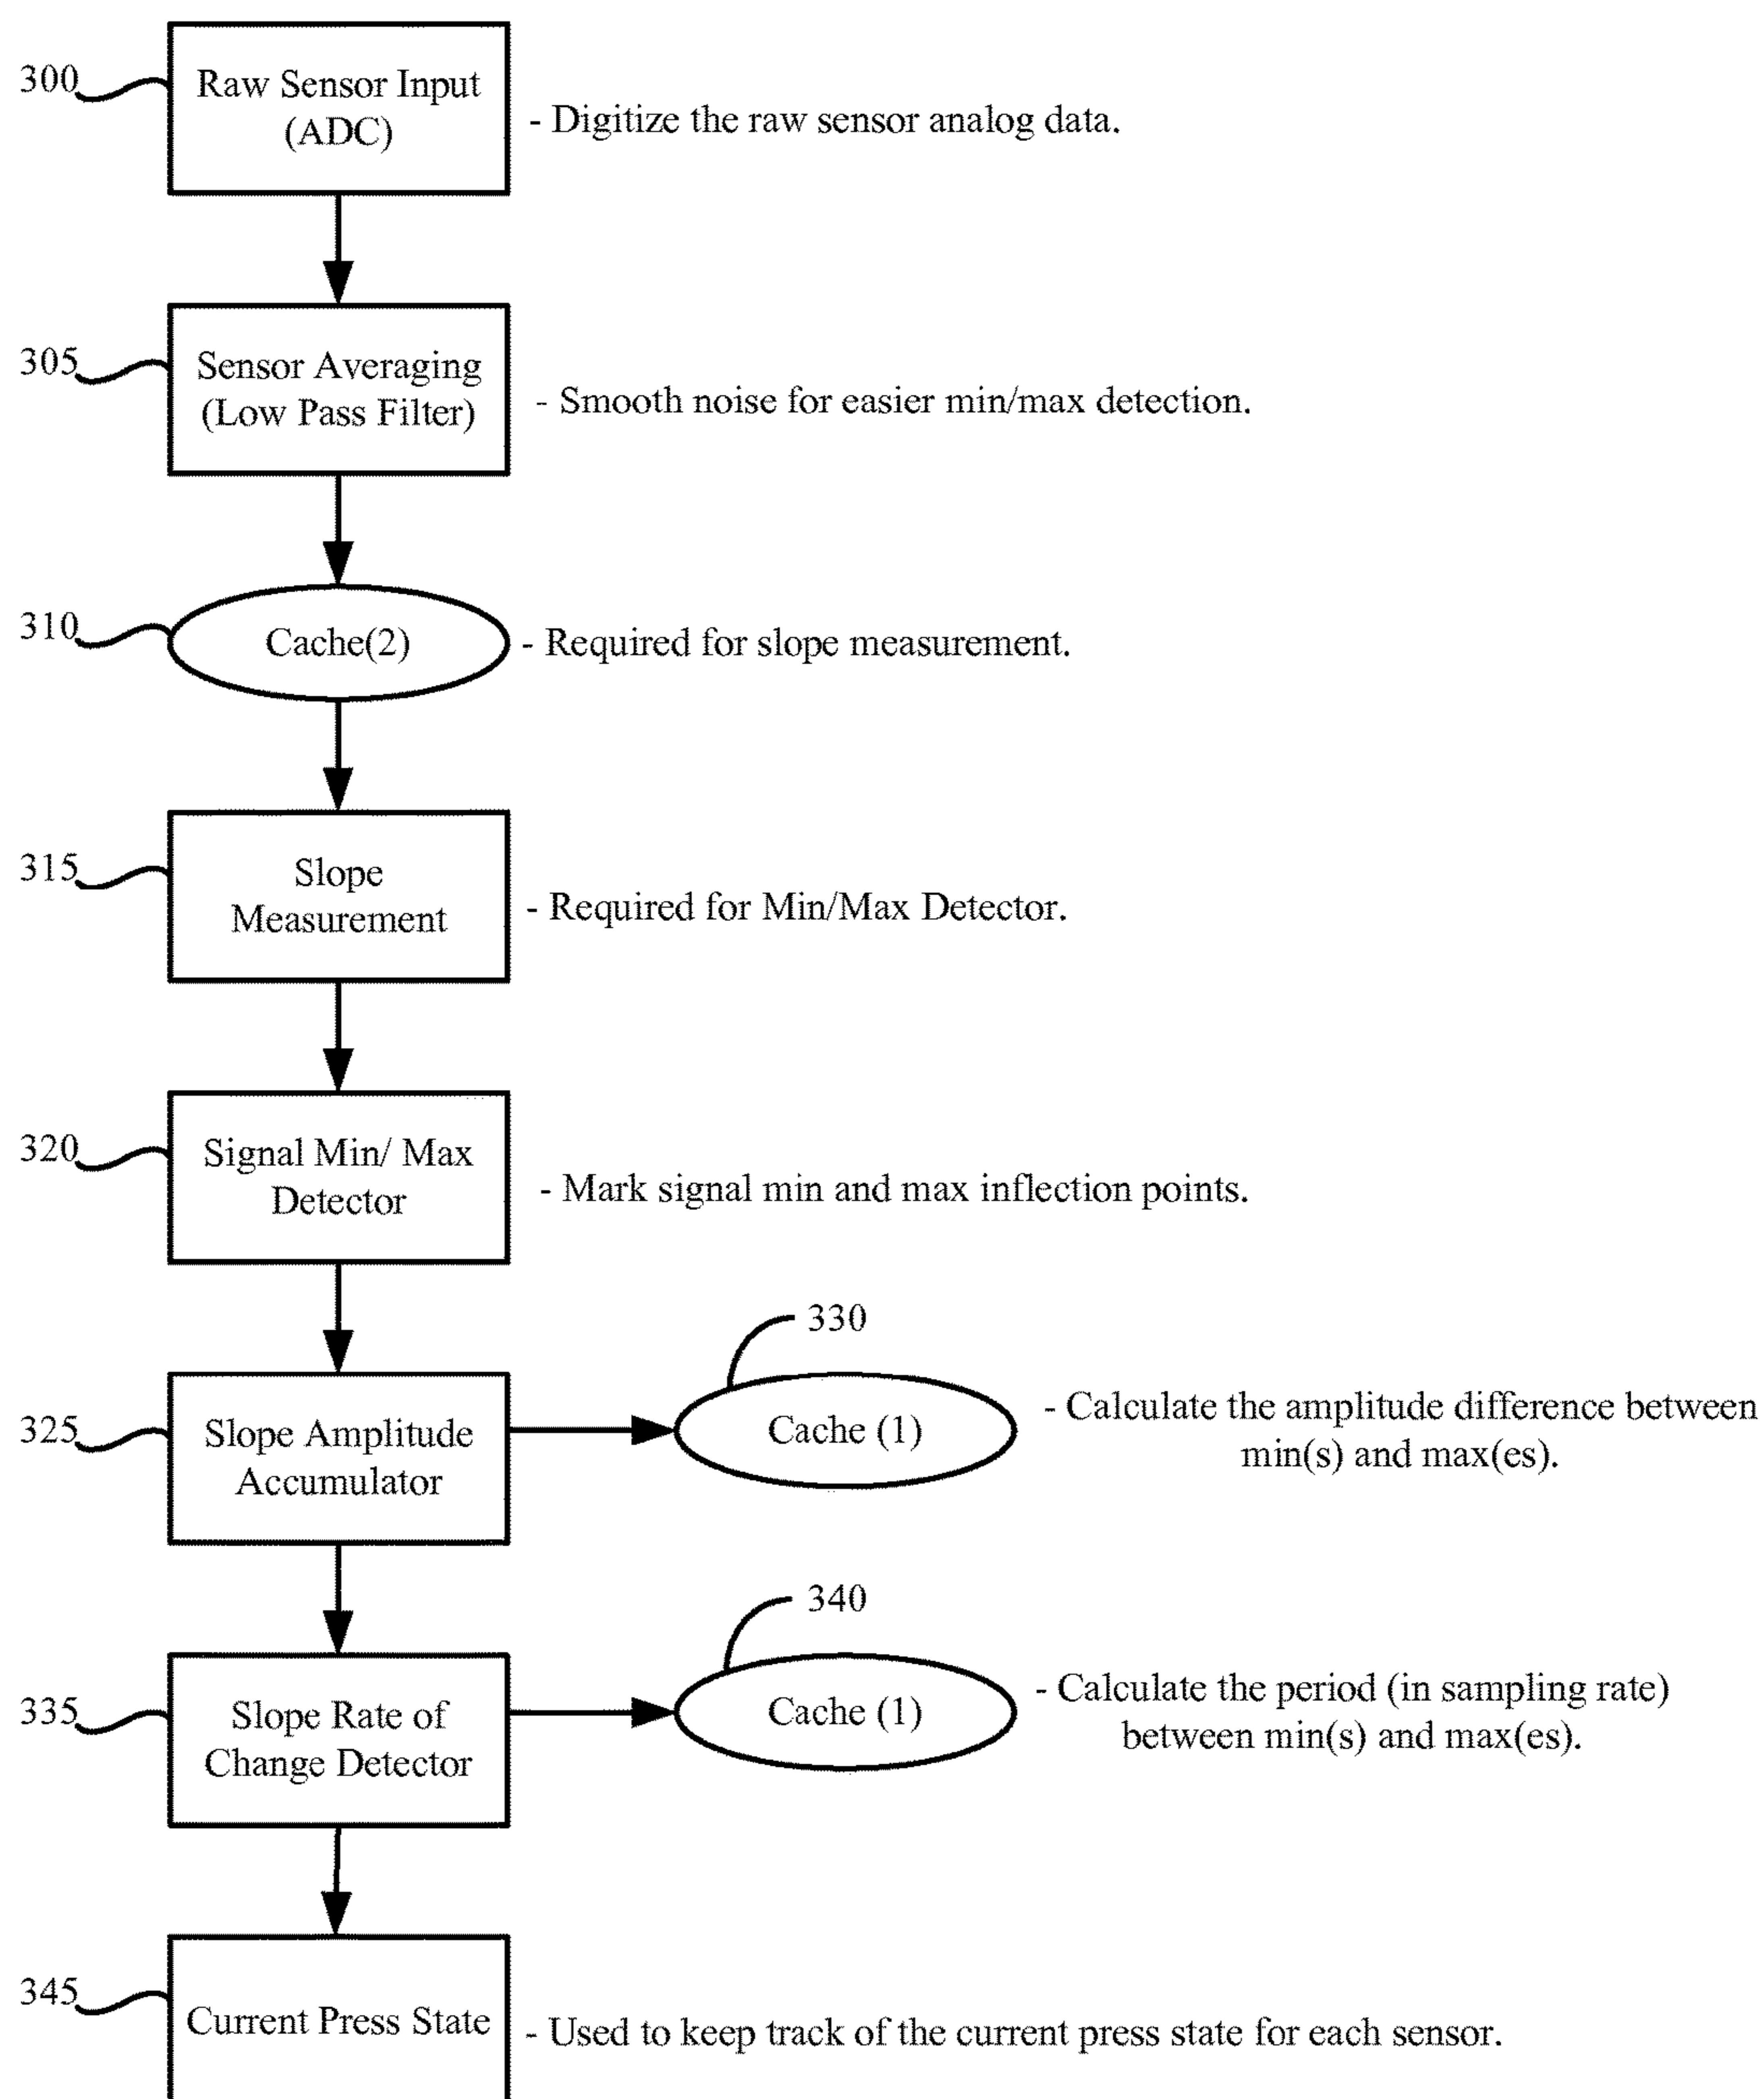 300
Raw Sensor Input
(ADC)
- Digitize the raw sensor analog data.
305
Sensor Averaging
(Low Pass Filter)
- Smooth noise for easier min/max detection.
310
Cache(2)
- Required for slope measurement.
315
Slope
Measurement
- Required for Min/Max Detector.
320
Signal Min/ Max
Detector
- Mark signal min and max inflection points.
330
325
Slope Amplitude
Accumulator
Cache (1)
- Calculate the amplitude difference between
min(s) and max(es).
340
335
Slope Rate of
Change Detector
Cache (1)
- Calculate the period (in sampling rate)
between min(s) and max(es).
345
Current Press State
- Used to keep track of the current press state for each sensor.